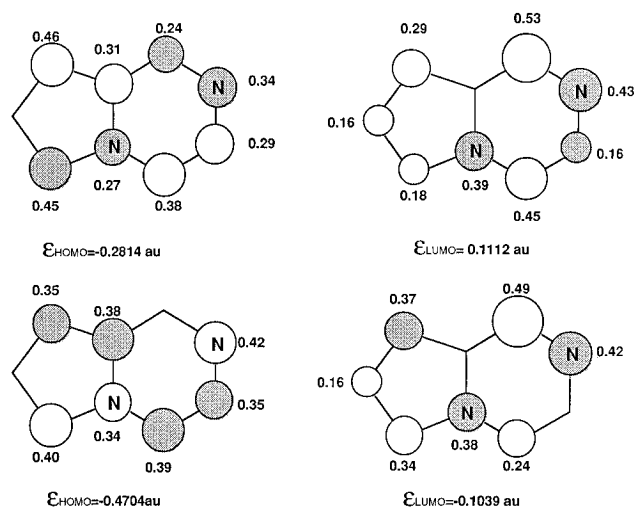 0.46
0.31
0.24
N
0.34
0.29
N
0.45
0.27
0.38
εHOMO=-0.2814 au
0.29
0.53
N
0.43
0.16
N
0.16
0.18
0.39
0.45
εLUMO= 0.1112 au
0.35
0.38
N
0.42
N
0.35
0.40
0.34
0.39
εHOMO=-0.4704au
0.37
0.49
N
0.42
0.16
N
0.34
0.38
0.24
εLUMO=-0.1039 au